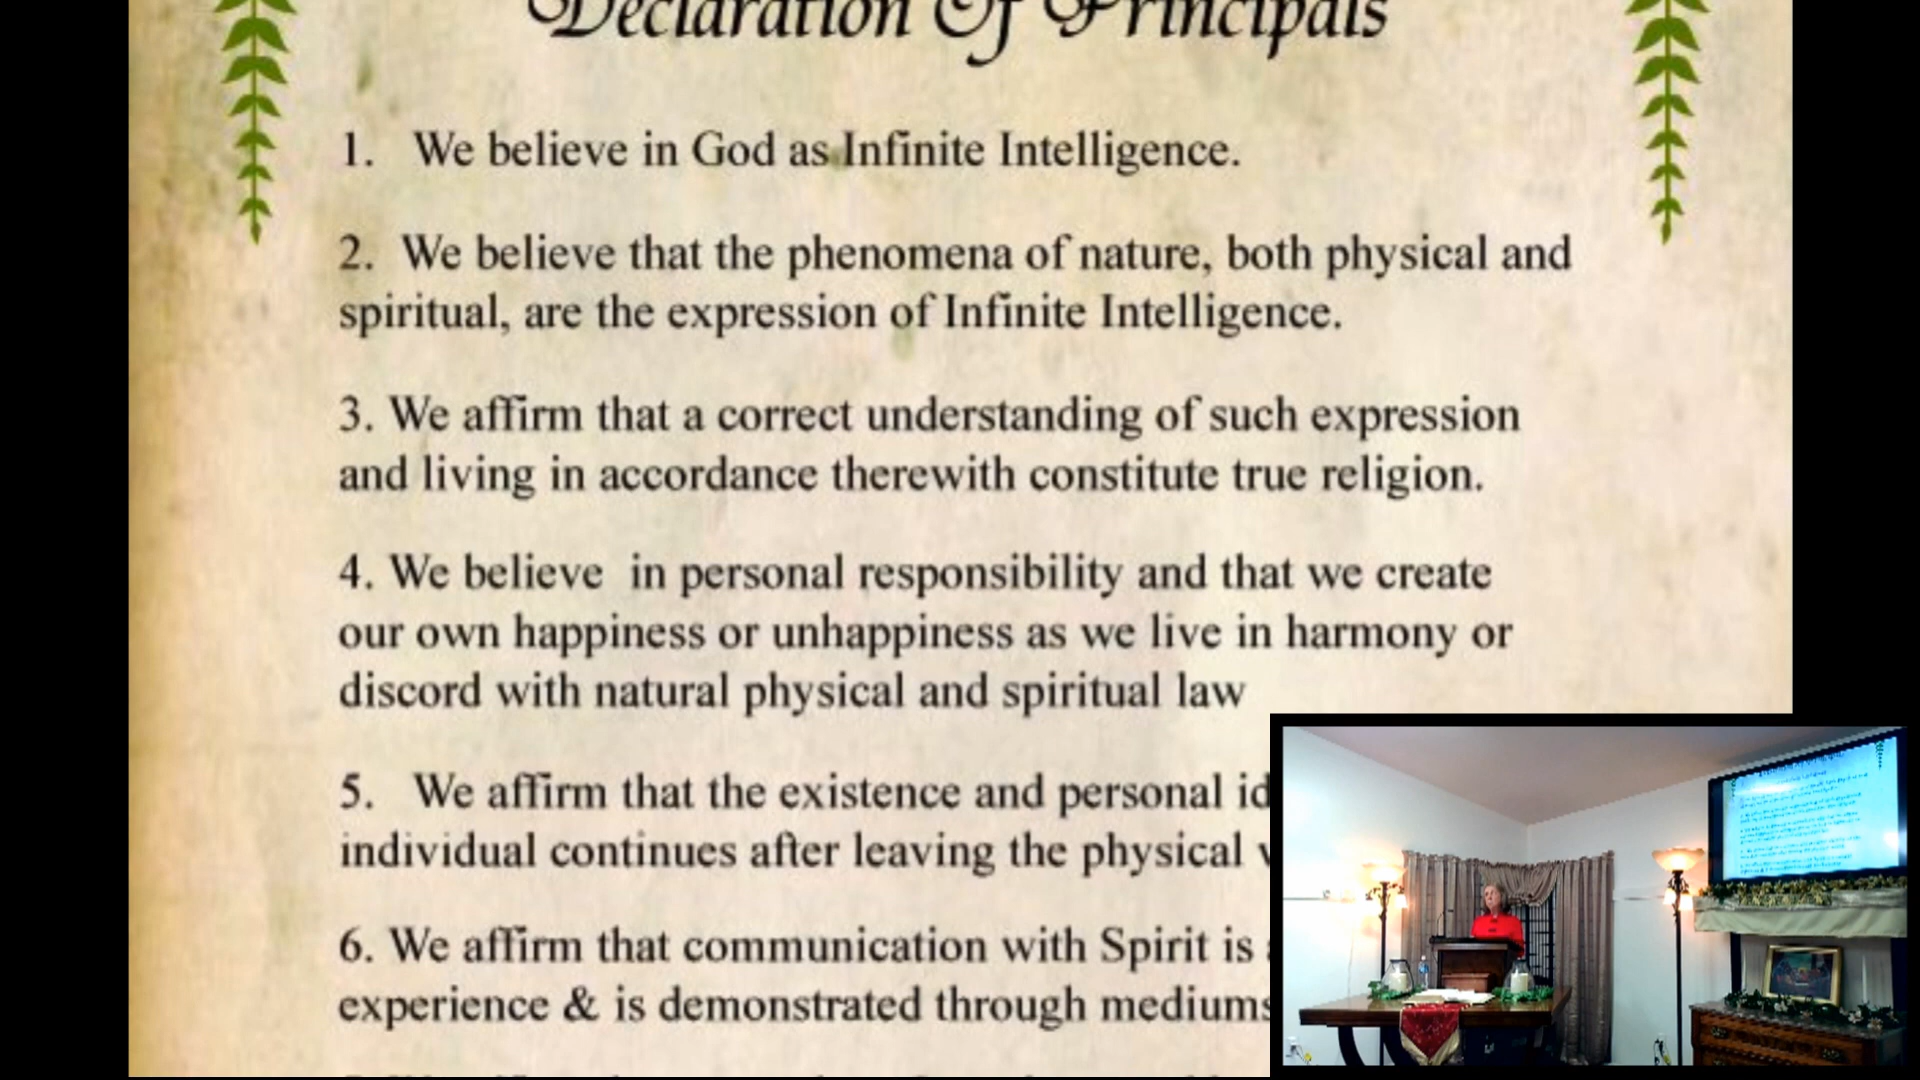 Declaration Of Principals
1. We believe in God as Infinite Intelligence.
2. We believe that the phenomena of nature, both physical and
spiritual, are the expression of Infinite Intelligence.
3. We affirm that a correct understanding of such expression
and living in accordance therewith constitute true religion.
4. We believe in personal responsibility and that we create
our own happiness or unhappiness as we live in harmony or
discord with natural physical and spiritual law
5. We affirm that the existence and personal id
individual continues after leaving the physical
6. We affirm that communication with Spirit is
experience & is demonstrated through mediums